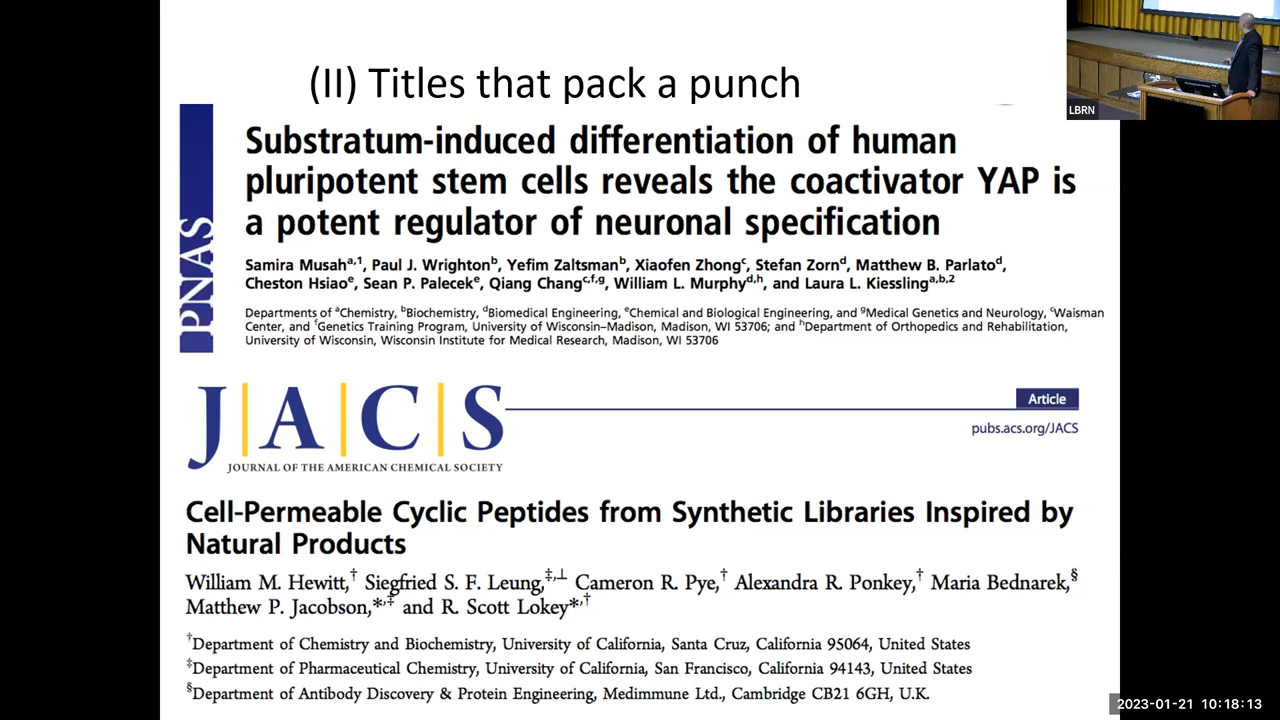 (II) Titles that pack a punch
LBRN
PNAS
Substratum-induced differentiation of human
pluripotent stem cells reveals the coactivator YAP is
a potent regulator of neuronal specification
Samira Musahᵃ,¹, Paul J. Wrightonᵇ, Yefim Zaltsmanᵇ, Xiaofen Zhongᶜ, Stefan Zornᵈ, Matthew B. Parlatoᵈ,
Cheston Hsiaoᵉ, Sean P. Palecekᵉ, Qiang Changᶜ,ᶠ,ᵍ, William L. Murphyᵈ,ʰ, and Laura L. Kiesslingᵃ,ᵇ,²
Departments of ᵃChemistry, ᵇBiochemistry, ᵈBiomedical Engineering, ᵉChemical and Biological Engineering, and ᵍMedical Genetics and Neurology, ᶜWaisman
Center, and ᶠGenetics Training Program, University of Wisconsin–Madison, Madison, WI 53706; and ʰDepartment of Orthopedics and Rehabilitation,
University of Wisconsin, Wisconsin Institute for Medical Research, Madison, WI 53706
J|A|C|S
JOURNAL OF THE AMERICAN CHEMICAL SOCIETY
Article
pubs.acs.org/JACS
Cell-Permeable Cyclic Peptides from Synthetic Libraries Inspired by
Natural Products
William M. Hewitt,† Siegfried S. F. Leung,‡,⊥ Cameron R. Pye,† Alexandra R. Ponkey,† Maria Bednarek,§
Matthew P. Jacobson,*,‡ and R. Scott Lokey*,†
†Department of Chemistry and Biochemistry, University of California, Santa Cruz, California 95064, United States
‡Department of Pharmaceutical Chemistry, University of California, San Francisco, California 94143, United States
§Department of Antibody Discovery & Protein Engineering, Medimmune Ltd., Cambridge CB21 6GH, U.K.
2023-01-21 10:18:13